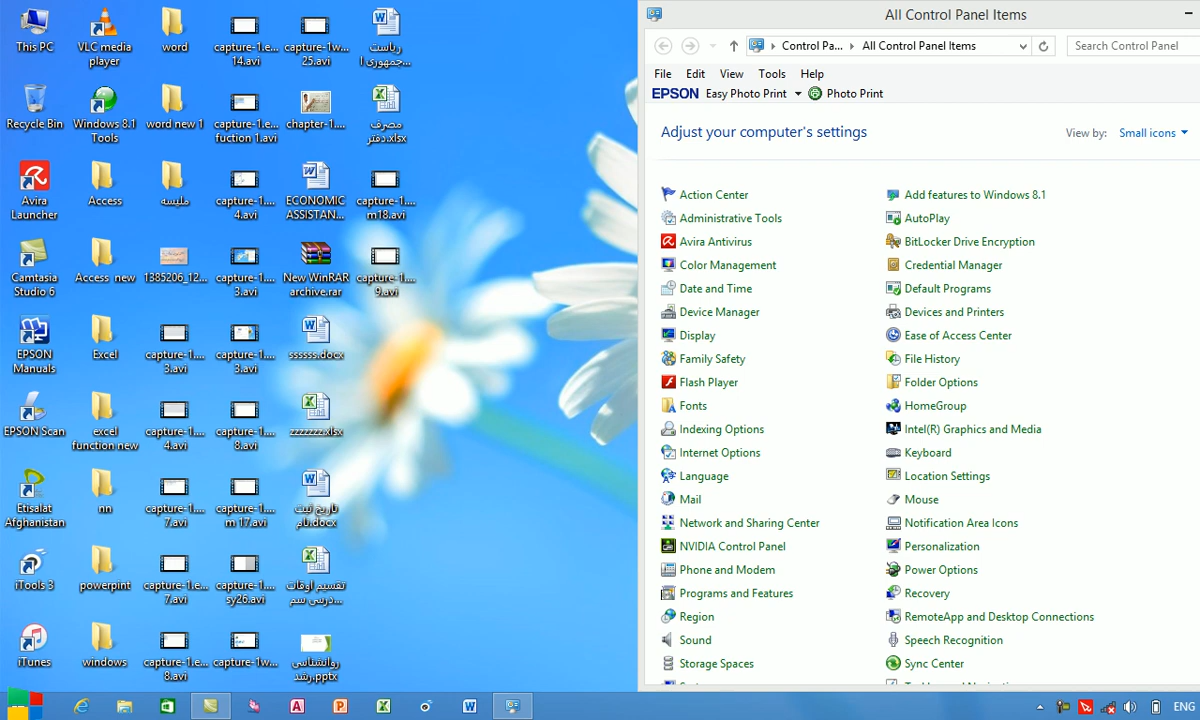 This PC
Recycle Bin
Avira
Launcher
Camtasia
Studio 6
EPSON
Manuals
EPSON Scan
Etisalat
Afghanistan
iTools 3
iTunes
VLC media
player
Windows 8.1
Tools
Access
Access new
Excel
excel
function new
nn
powerpint
windows
word
word new 1
ملیسه
1385206_12...
capture-1....
3.avi
capture-1....
4.avi
capture-1....
7.avi
capture-1.e...
7.avi
capture-1.e...
8.avi
capture-1.e...
14.avi
capture-1.e...
fuction 1.avi
capture-1....
4.avi
capture-1....
3.avi
capture-1....
3.avi
capture-1....
8.avi
capture-1....
m 17.avi
capture-1....
sy26.avi
capture-1w...
capture-1w...
25.avi
chapter-1....
ECONOMIC
ASSISTAN...
New WinRAR
archive.rar
ssssss.docx
zzzzzzz.xlsx
تاریخ ثبت
نام.docx
تقسیم اوقات
درسی سم...
روانشناسی
رشد.pptx
ریاست
جمهوری ا...
مصرف
دفتر.xlsx
capture-1....
m18.avi
capture-1....
9.avi
All Control Panel Items
Control Pa... All Control Panel Items
Search Control Panel
File Edit View Tools Help
EPSON Easy Photo Print Photo Print
Adjust your computer's settings
View by: Small icons
Action Center
Administrative Tools
Avira Antivirus
Color Management
Date and Time
Device Manager
Display
Family Safety
Flash Player
Fonts
Indexing Options
Internet Options
Language
Mail
Network and Sharing Center
NVIDIA Control Panel
Phone and Modem
Programs and Features
Region
Sound
Storage Spaces
Add features to Windows 8.1
AutoPlay
BitLocker Drive Encryption
Credential Manager
Default Programs
Devices and Printers
Ease of Access Center
File History
Folder Options
HomeGroup
Intel(R) Graphics and Media
Keyboard
Location Settings
Mouse
Notification Area Icons
Personalization
Power Options
Recovery
RemoteApp and Desktop Connections
Speech Recognition
Sync Center
ENG